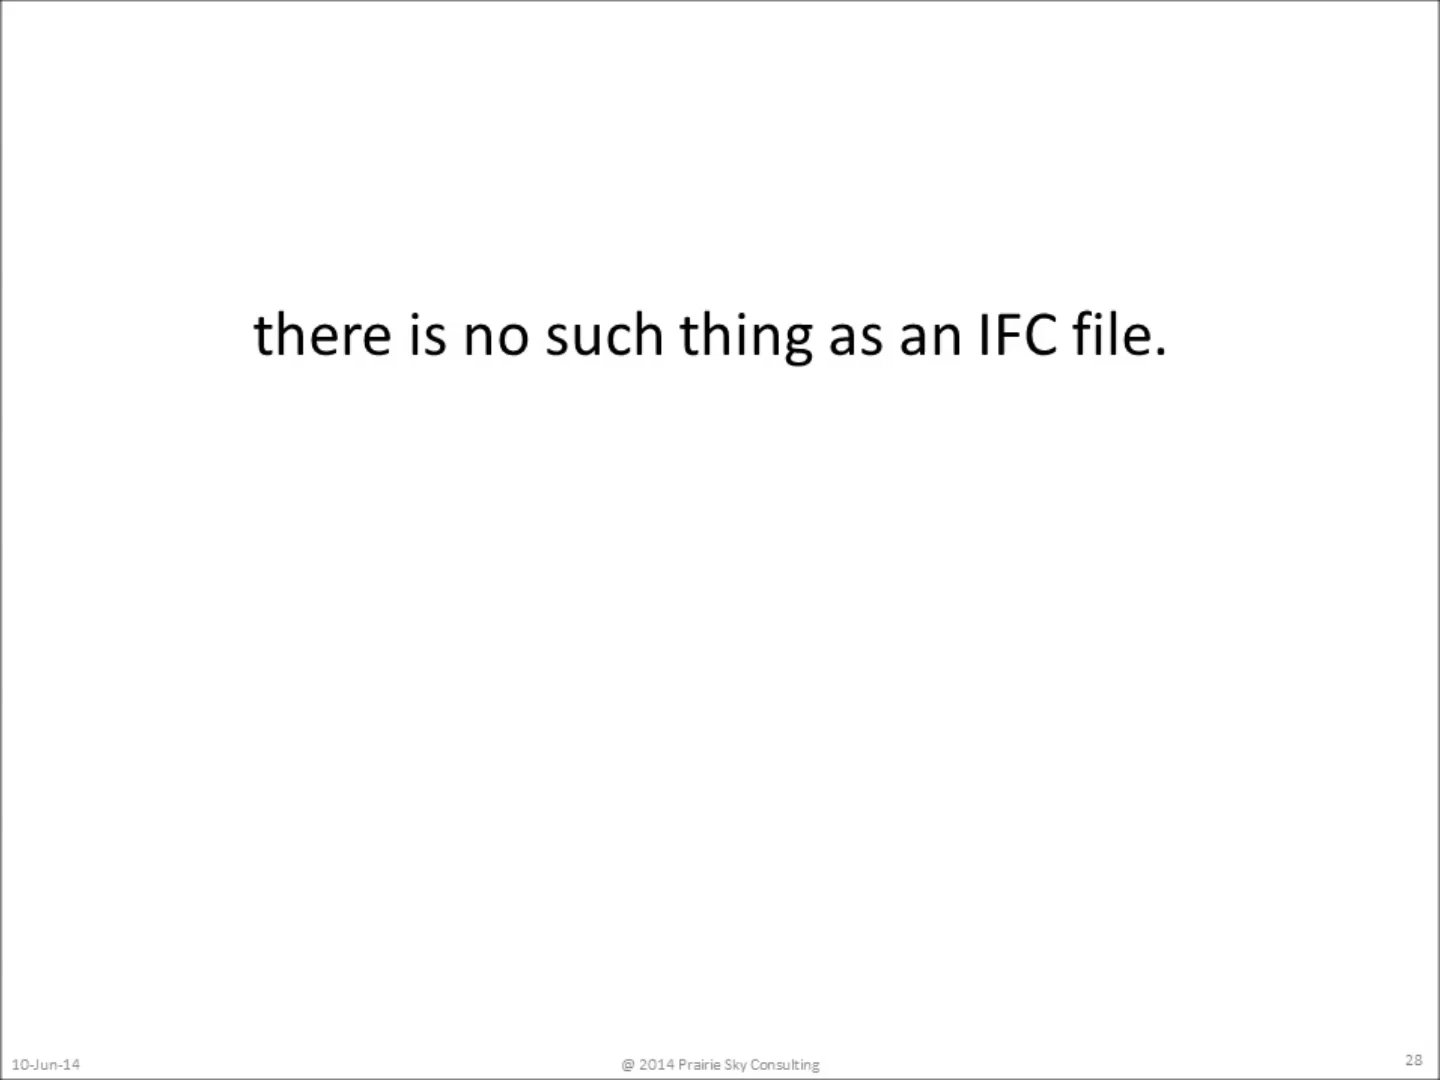 there is no such thing as an IFC file.
10-Jun-14
@ 2014 Prairie Sky Consulting
28